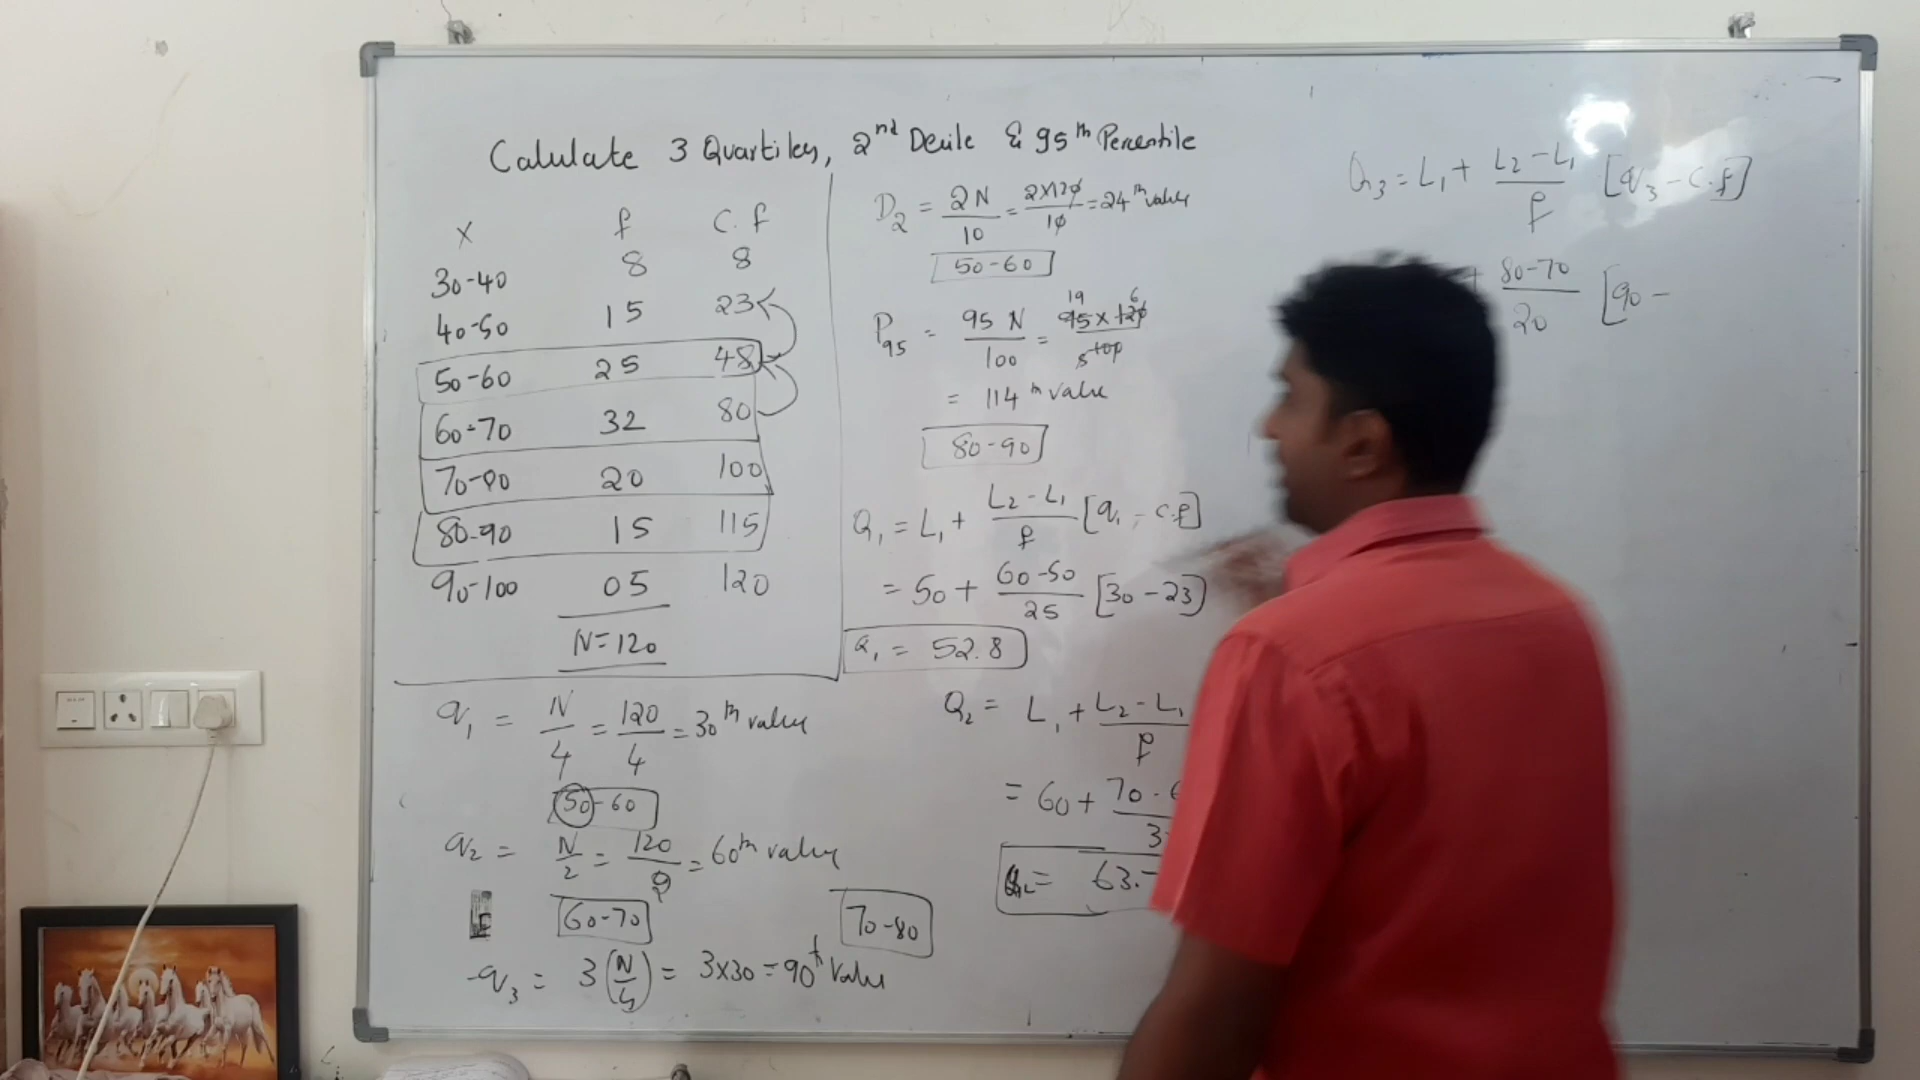 Calulate 3 Quartiles, 2nd Decile & 95th Percentile
X f C.f
30-40 8 8
40-50 15 23
50-60 25 48
60-70 32 80
70-80 20 100
80-90 15 115
90-100 05 120
N=120
q1 = N/4 = 120/4 = 30th value
50-60
q2 = N/2 = 120/2 = 60th value
60-70
70-80
q3 = 3(N/4) = 3x30 = 90th value
D2 = 2N/10 = 2x120/10 = 24th value
50-60
P95 = 95 N/100 = 95 x 120/100
19 6
5
= 114th value
80-90
Q1 = L1 + L2-L1/f [q1 - c.f]
= 50 + 60-50/25 [30-23]
Q1 = 52.8
Q2 = L1 + L2-L1/f
= 60 + 70-
= 63.
Q3 = L1 + L2-L1/f [q3 - c.f]
+ 80-70/20 [90 -